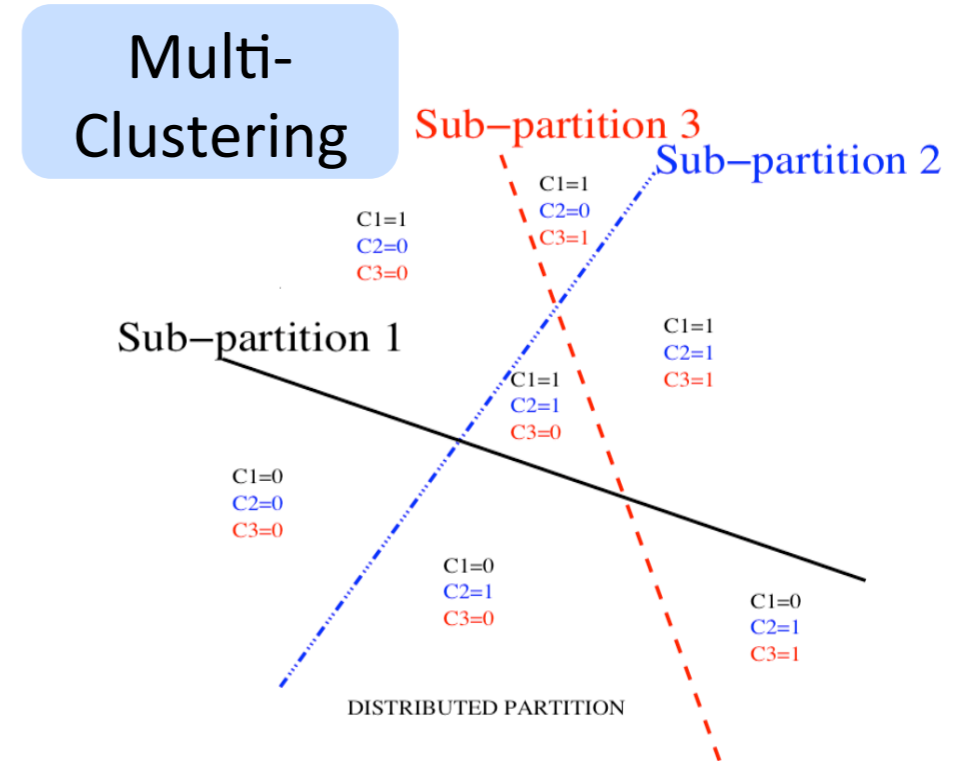 Multi-
Clustering
Sub–partition 3
Sub–partition 2
C1=1
C2=0
C3=1
C1=1
C2=0
C3=0
Sub–partition 1
C1=1
C2=1
C3=1
C1=1
C2=1
C3=0
C1=0
C2=0
C3=0
C1=0
C2=1
C3=0
C1=0
C2=1
C3=1
DISTRIBUTED PARTITION